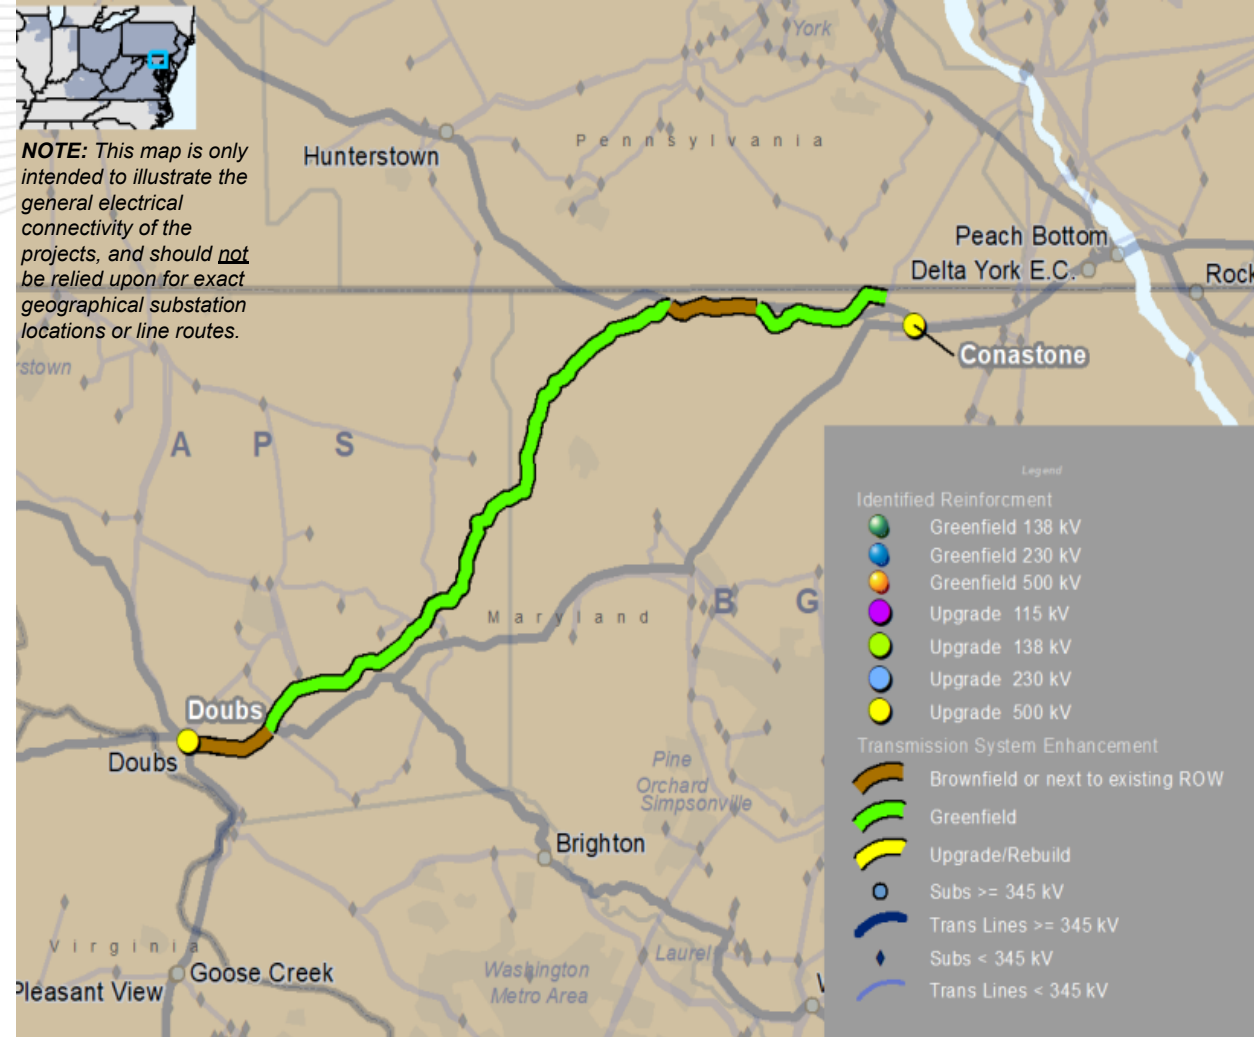 York
NOTE: This map is only
intended to illustrate the
general electrical
connectivity of the
projects, and should not
be relied upon for exact
geographical substation
locations or line routes.
Hunterstown
Pennsylvania
Peach Bottom
Delta York E.C.
Rock
Conastone
rstown
A P S
Legend
Identified Reinforcment
Greenfield 138 kV
Greenfield 230 kV
Greenfield 500 kV
Upgrade 115 kV
Upgrade 138 kV
Upgrade 230 kV
Upgrade 500 kV
Transmission System Enhancement
Brownfield or next to existing ROW
Greenfield
Upgrade/Rebuild
Subs >= 345 kV
Trans Lines >= 345 kV
Subs < 345 kV
Trans Lines < 345 kV
B G
Maryland
Doubs
Doubs
Pine
Orchard
Simpsonville
Brighton
Virginia
Goose Creek
Pleasant View
Laurel
Washington
Metro Area